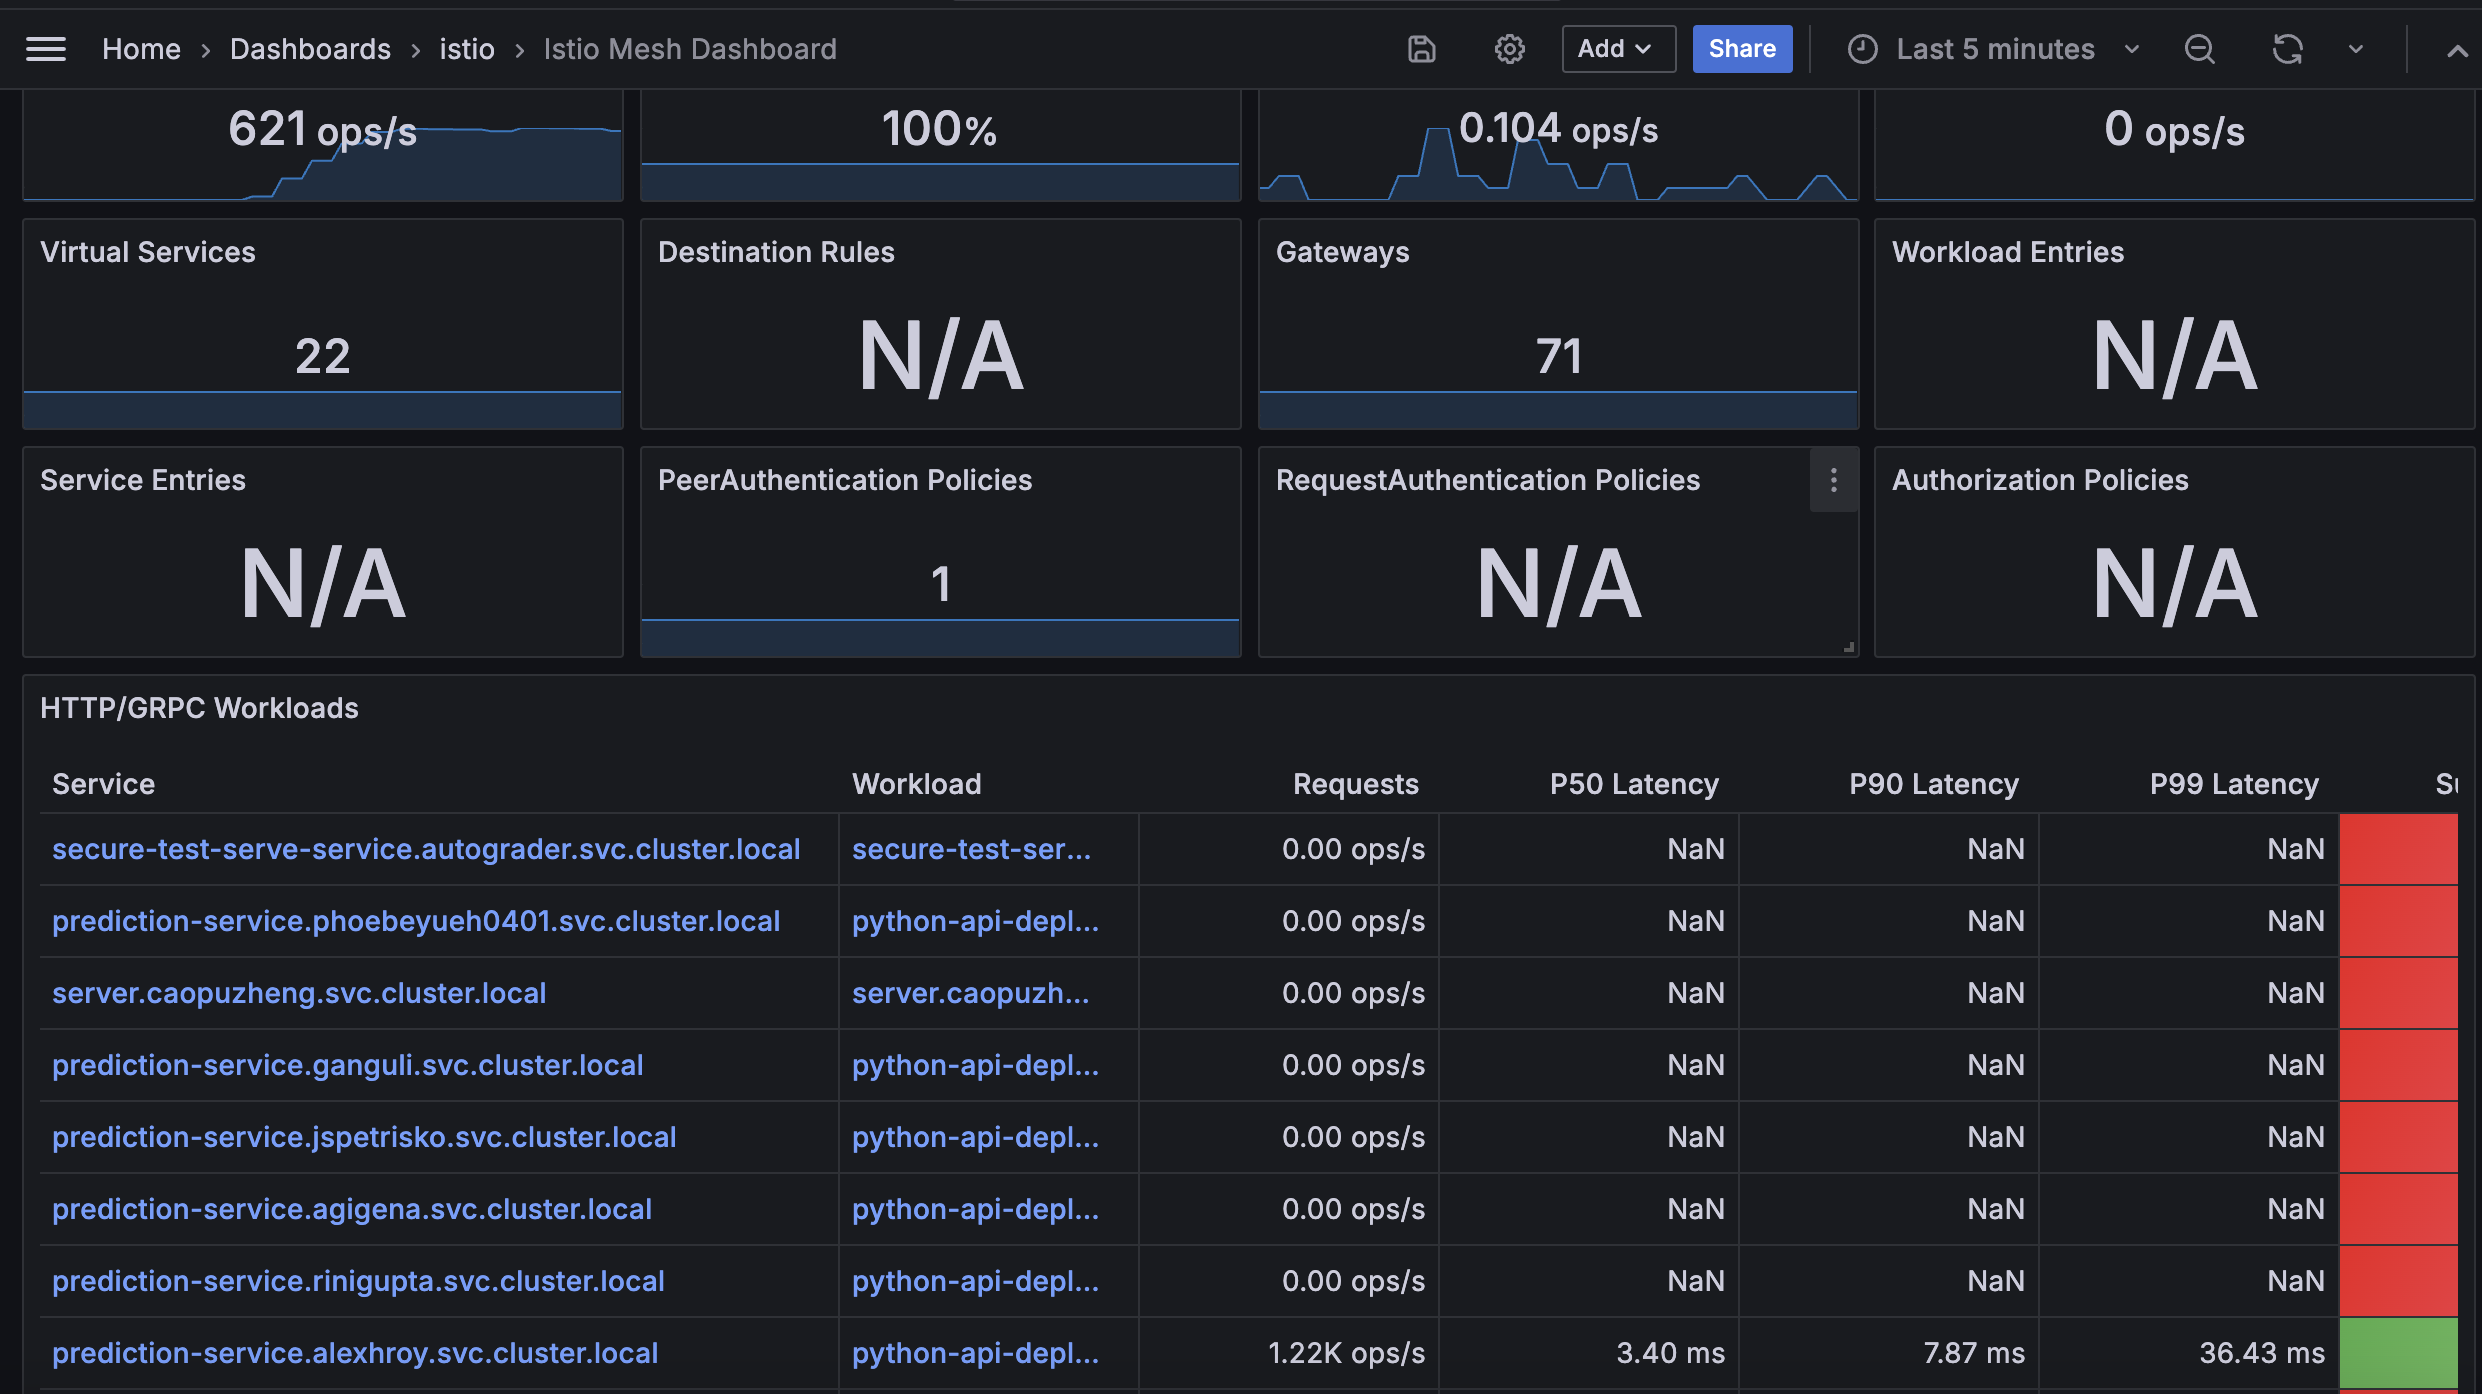 Home › Dashboards › istio › Istio Mesh Dashboard Add Share Last 5 minutes
621 ops/s 100% 0.104 ops/s 0 ops/s
Virtual Services Destination Rules Gateways Workload Entries
22 N/A 71 N/A
Service Entries PeerAuthentication Policies RequestAuthentication Policies Authorization Policies
N/A 1 N/A N/A
HTTP/GRPC Workloads
Service Workload Requests P50 Latency P90 Latency P99 Latency
secure-test-serve-service.autograder.svc.cluster.local secure-test-ser... 0.00 ops/s NaN NaN NaN
prediction-service.phoebeyueh0401.svc.cluster.local python-api-depl... 0.00 ops/s NaN NaN NaN
server.caopuzheng.svc.cluster.local server.caopuzh... 0.00 ops/s NaN NaN NaN
prediction-service.ganguli.svc.cluster.local python-api-depl... 0.00 ops/s NaN NaN NaN
prediction-service.jspetrisko.svc.cluster.local python-api-depl... 0.00 ops/s NaN NaN NaN
prediction-service.agigena.svc.cluster.local python-api-depl... 0.00 ops/s NaN NaN NaN
prediction-service.rinigupta.svc.cluster.local python-api-depl... 0.00 ops/s NaN NaN NaN
prediction-service.alexhroy.svc.cluster.local python-api-depl... 1.22K ops/s 3.40 ms 7.87 ms 36.43 ms